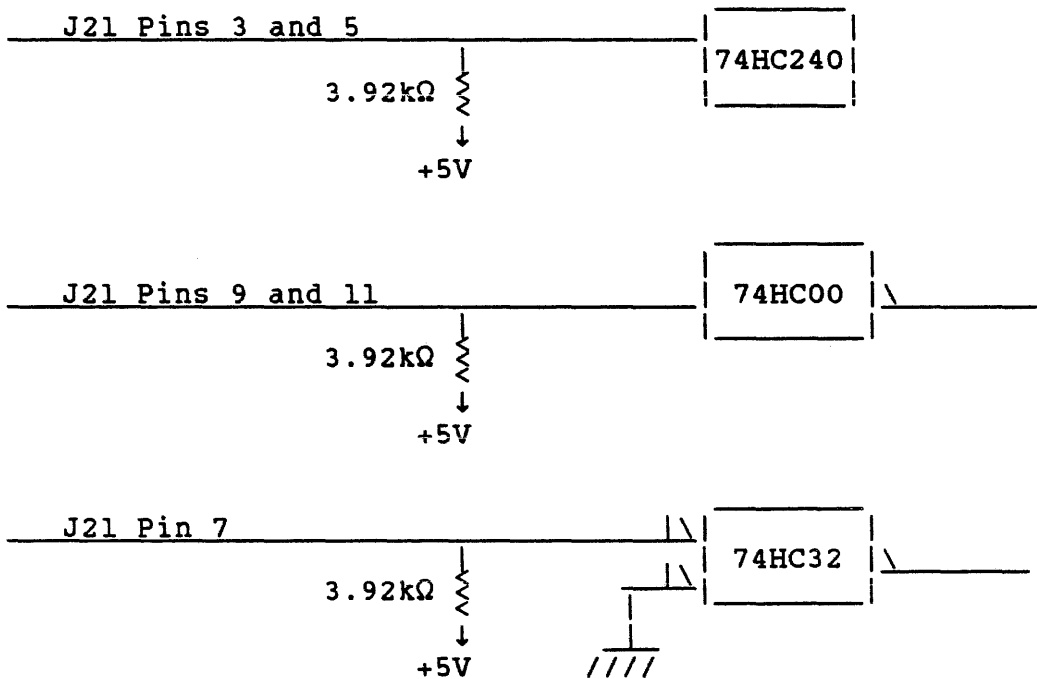 J21 Pins 3 and 5
74HC240
3.92kΩ
+5V
J21 Pins 9 and 11
74HC00
3.92kΩ
+5V
J21 Pin 7
74HC32
3.92kΩ
+5V